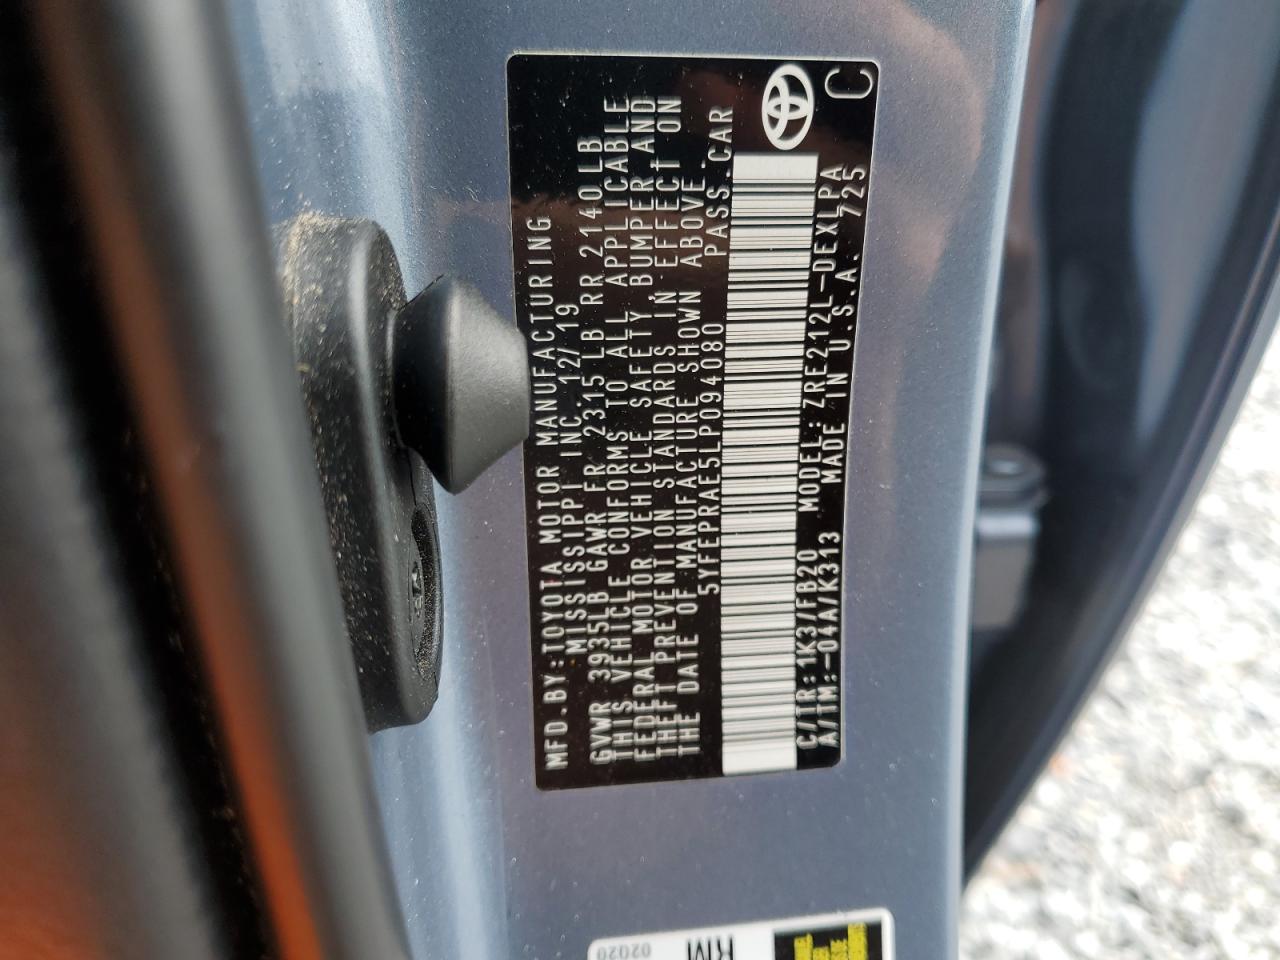 MFD.BY:TOYOTA MOTOR MANUFACTURING
MISSISSIPPI INC.12/19
GVWR 3935LB GAWR FR 2315 LB RR 2140LB
THIS VEHICLE CONFORMS TO ALL APPLICABLE
FEDERAL MOTOR VEHICLE SAFETY, BUMPER AND
THEFT PREVENTION STANDARDS IN EFFECT ON
THE DATE OF MANUFACTURE SHOWN ABOVE.
5YFEPRAE5LP094080 PASS.CAR
C/TR:1K3/FB20 MODEL:ZRE212L-DEXLPA
A/TM:-04A/K313 MADE IN U.S.A. 725
C
RM
02020